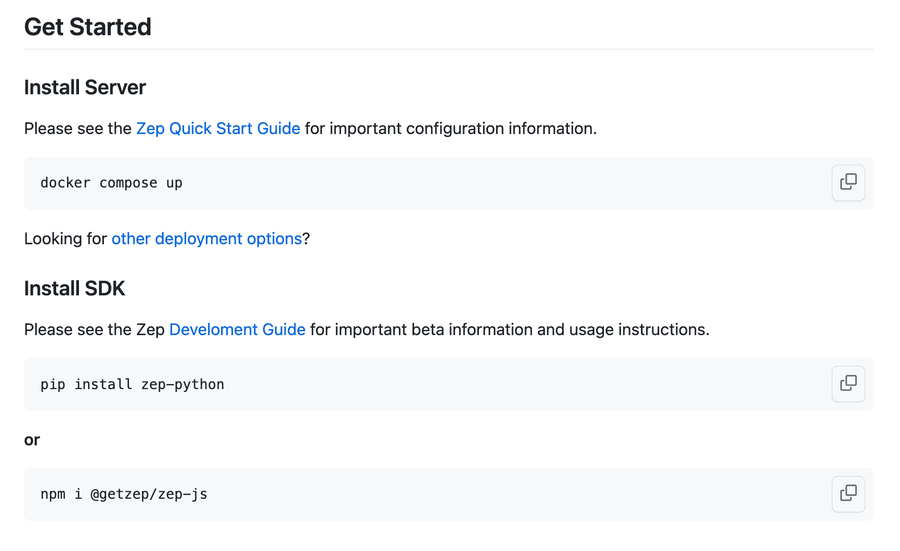 Get Started
Install Server
Please see the Zep Quick Start Guide for important configuration information.
docker compose up
Looking for other deployment options?
Install SDK
Please see the Zep Develoment Guide for important beta information and usage instructions.
pip install zep-python
or
npm i @getzep/zep-js